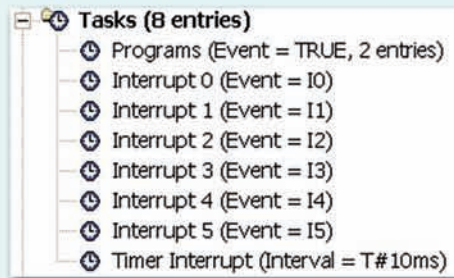 Tasks (8 entries)
Programs (Event = TRUE, 2 entries)
Interrupt 0 (Event = I0)
Interrupt 1 (Event = I1)
Interrupt 2 (Event = I2)
Interrupt 3 (Event = I3)
Interrupt 4 (Event = I4)
Interrupt 5 (Event = I5)
Timer Interrupt (Interval = T#10ms)